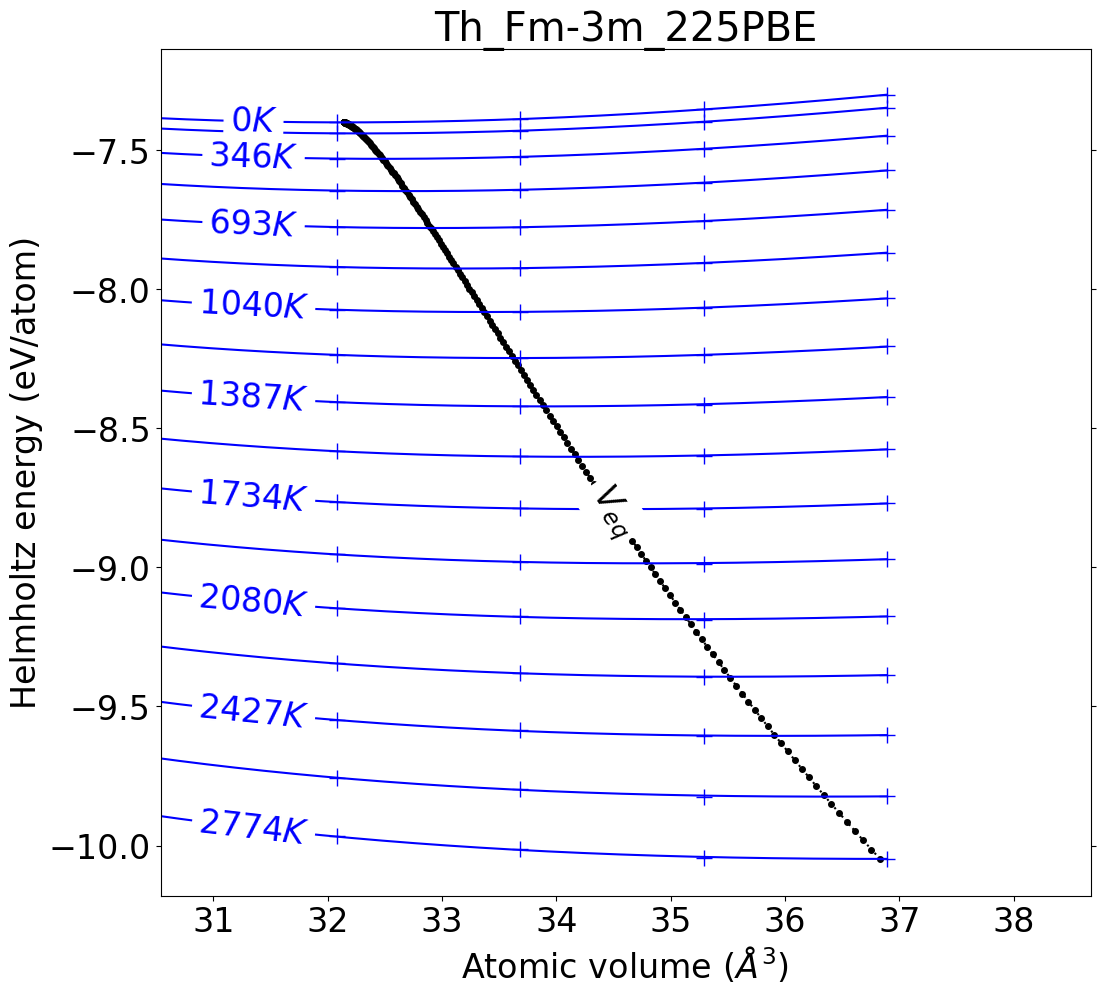 Th_Fm-3m_225PBE
Helmholtz energy (eV/atom)
−7.5
−8.0
−8.5
−9.0
−9.5
−10.0
0K
346K
693K
1040K
1387K
1734K
2080K
2427K
2774K
V_eq
31 32 33 34 35 36 37 38
Atomic volume (Å³)